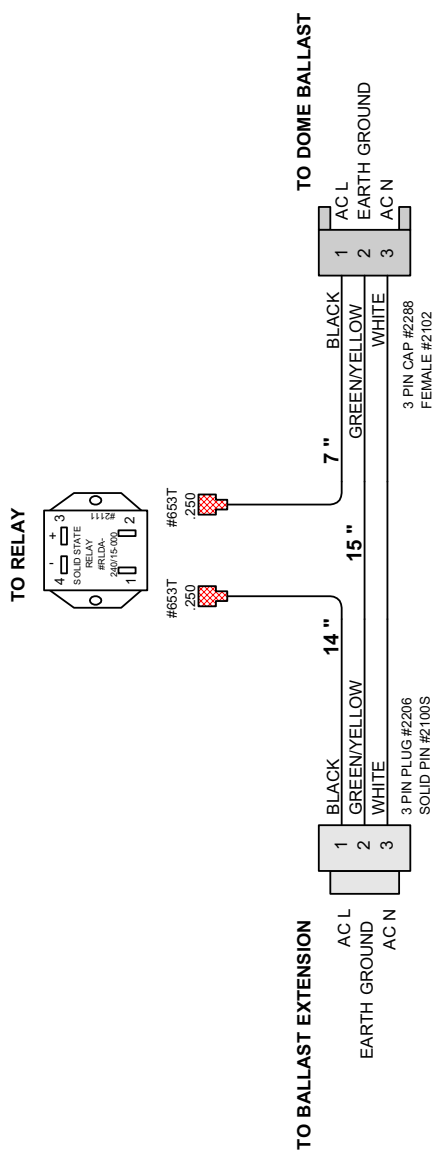 TO RELAY
4 - + 3
SOLID STATE
RELAY
#RLDA-
240/15-000
#2111
1 2
#653T
.250
#653T
.250
14 "
7 "
15 "
TO BALLAST EXTENSION
AC L
EARTH GROUND
AC N
1
2
3
BLACK
GREEN/YELLOW
WHITE
3 PIN PLUG #2206
SOLID PIN #2100S
TO DOME BALLAST
BLACK
GREEN/YELLOW
WHITE
1
2
3
AC L
EARTH GROUND
AC N
3 PIN CAP #2288
FEMALE #2102